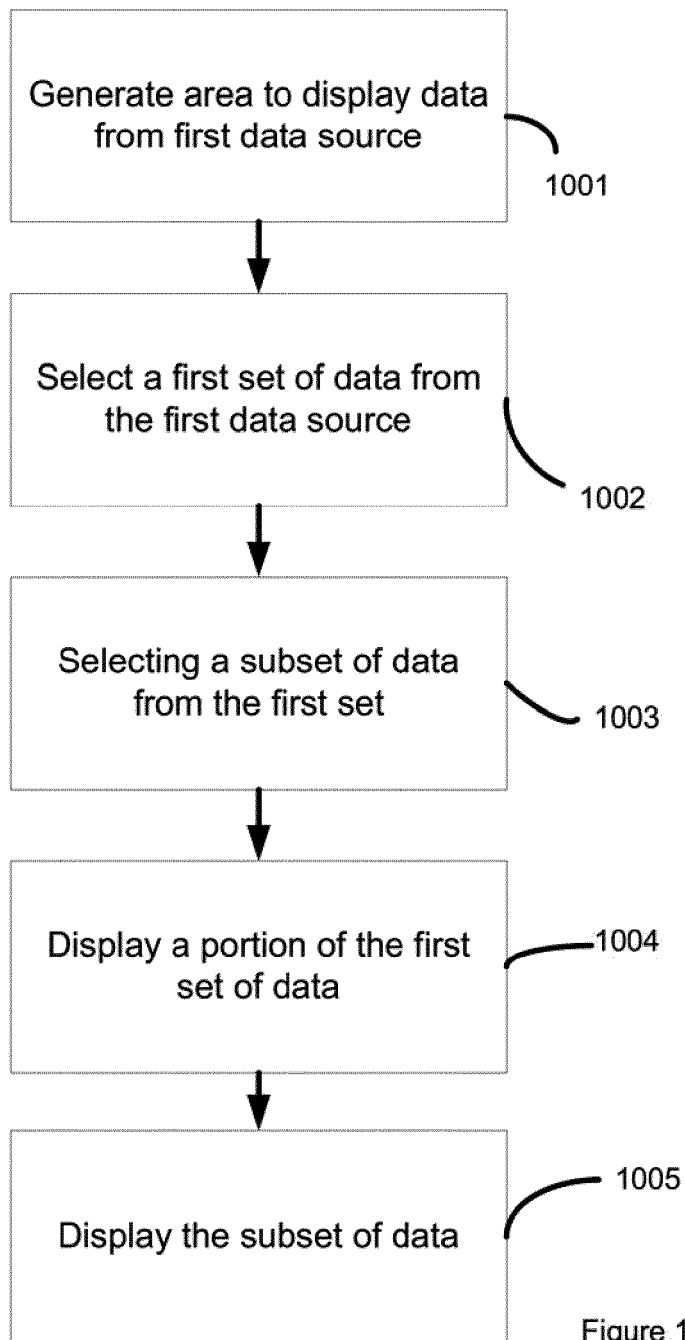 Generate area to display data
from first data source
1001
Select a first set of data from
the first data source
1002
Selecting a subset of data
from the first set
1003
Display a portion of the first
set of data
1004
Display the subset of data
1005
Figure 1